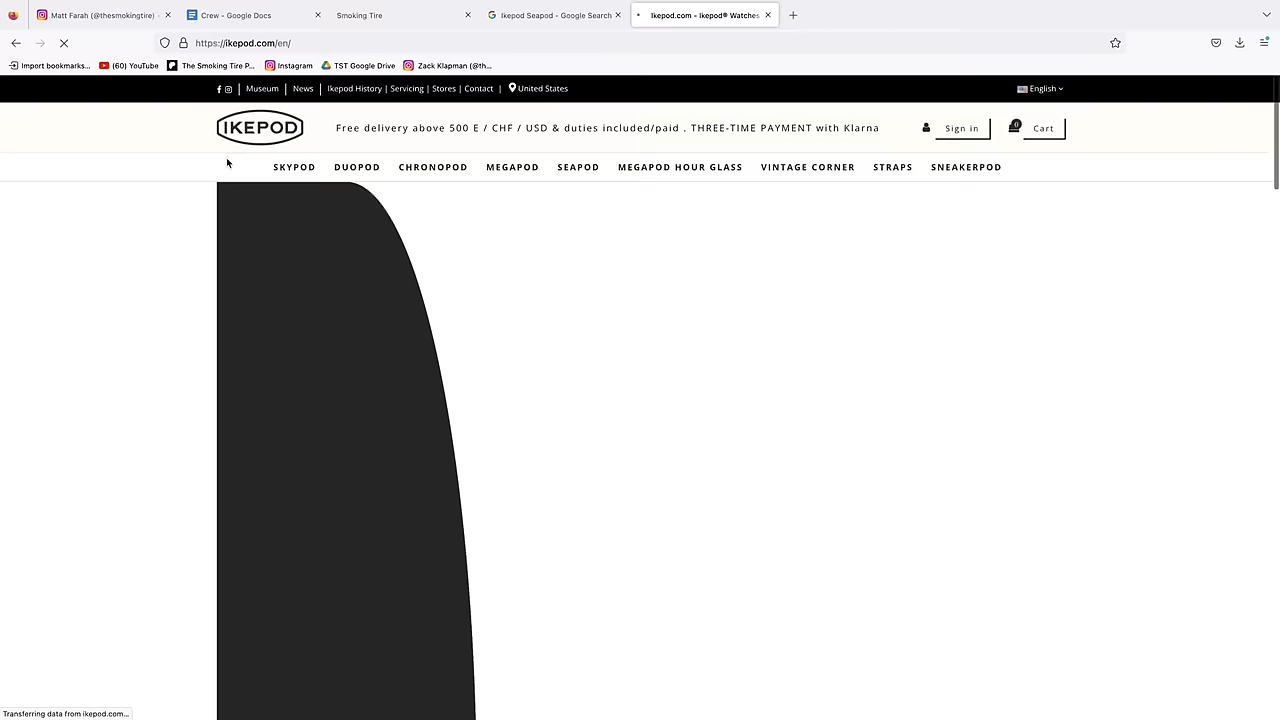 Matt Farah (@thesmokingtire)
Crew - Google Docs
Smoking Tire
Ikepod Seapod - Google Search
Ikepod.com - Ikepod® Watches
https://ikepod.com/en/
Import bookmarks...
(60) YouTube
The Smoking Tire P...
Instagram
TST Google Drive
Zack Klapman (@th...
Museum | News | Ikepod History | Servicing | Stores | Contact | United States
English
IKEPOD
Free delivery above 500 E / CHF / USD & duties included/paid . THREE-TIME PAYMENT with Klarna
Sign in
0
Cart
SKYPOD DUOPOD CHRONOPOD MEGAPOD SEAPOD MEGAPOD HOUR GLASS VINTAGE CORNER STRAPS SNEAKERPOD
Transferring data from ikepod.com...